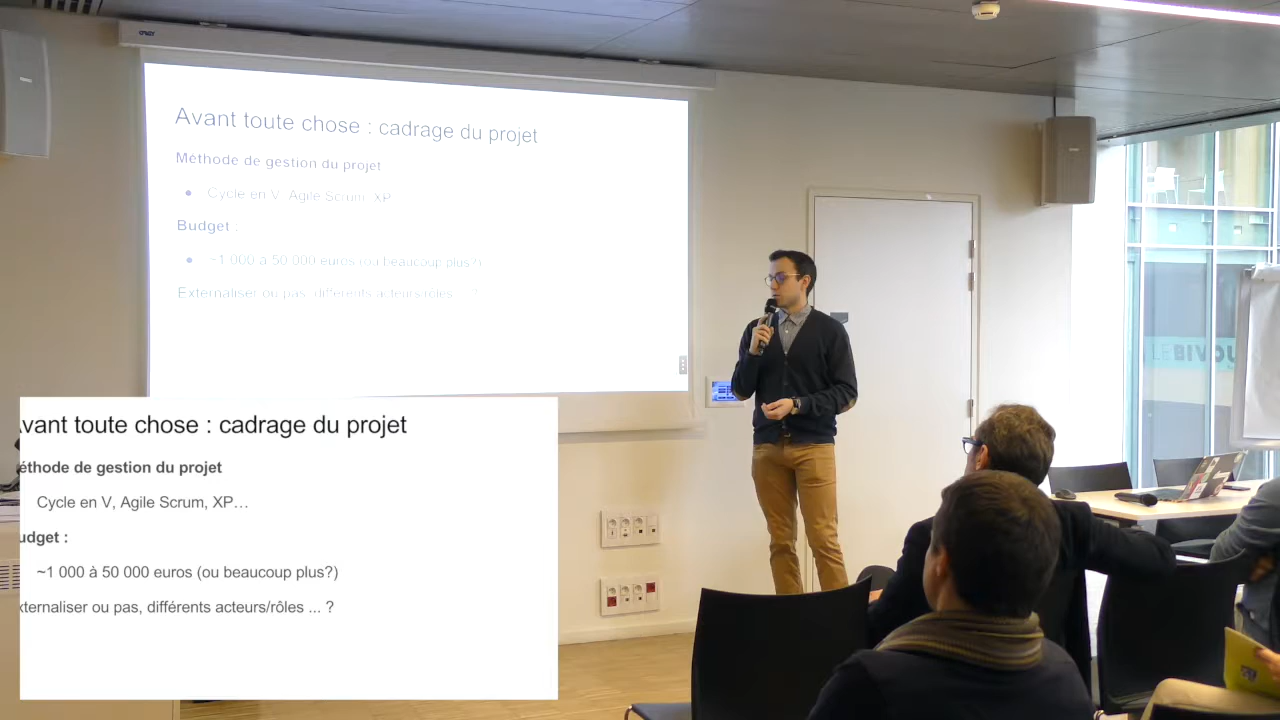 Avant toute chose : cadrage du projet
Méthode de gestion du projet
Cycle en V, Agile Scrum, XP
Budget :
~1 000 à 50 000 euros (ou beaucoup plus?)
Externaliser ou pas, différents acteurs/rôles ... ?
vant toute chose : cadrage du projet
éthode de gestion du projet
Cycle en V, Agile Scrum, XP…
udget :
~1 000 à 50 000 euros (ou beaucoup plus?)
xternaliser ou pas, différents acteurs/rôles ... ?
LE BIVOU